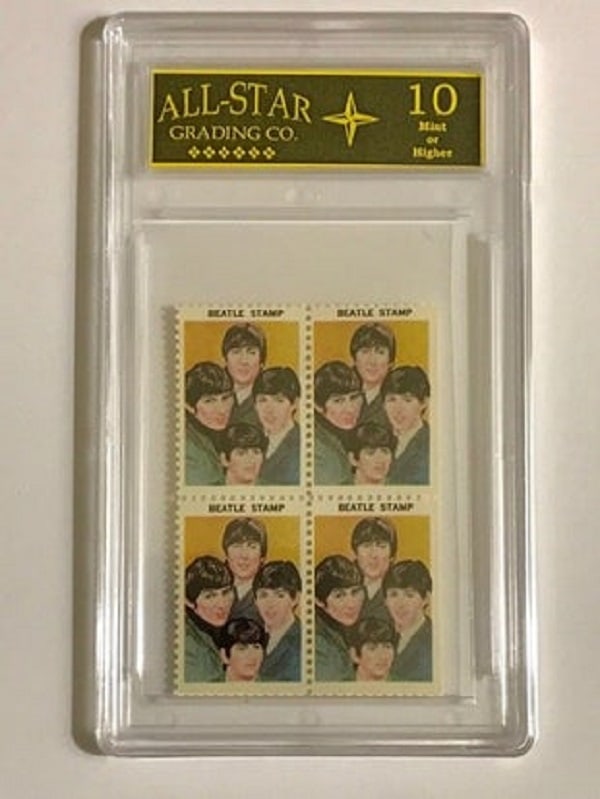 ALL-STAR
GRADING CO.
10
Mint
or
Higher
BEATLE STAMP
BEATLE STAMP
BEATLE STAMP
BEATLE STAMP